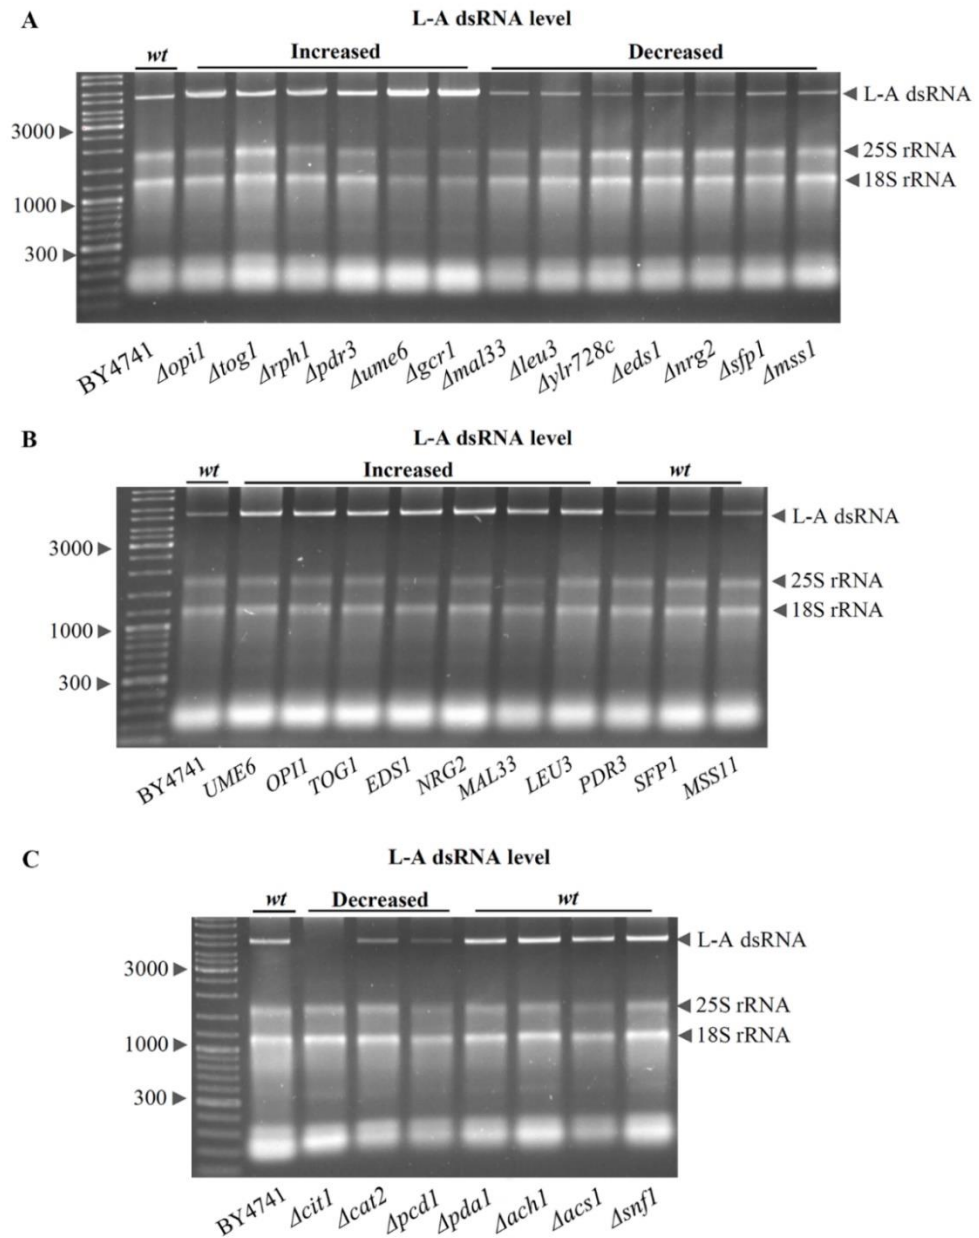 A
L-A dsRNA level
wt Increased Decreased
L-A dsRNA
3000
25S rRNA
18S rRNA
1000
300
BY4741 Δopi1 Δtog1 Δrph1 Δpdr3 Δume6 Δgcr1 Δmal33 Δleu3 Δylr728c Δeds1 Δnrg2 Δsfp1 Δmss1
B
L-A dsRNA level
wt Increased wt
L-A dsRNA
3000
25S rRNA
18S rRNA
1000
300
BY4741 UME6 OPI1 TOG1 EDS1 NRG2 MAL33 LEU3 PDR3 SFP1 MSS11
C
L-A dsRNA level
wt Decreased wt
L-A dsRNA
3000
25S rRNA
18S rRNA
1000
300
BY4741 Δcit1 Δcat2 Δpcd1 Δpda1 Δach1 Δacs1 Δsnf1